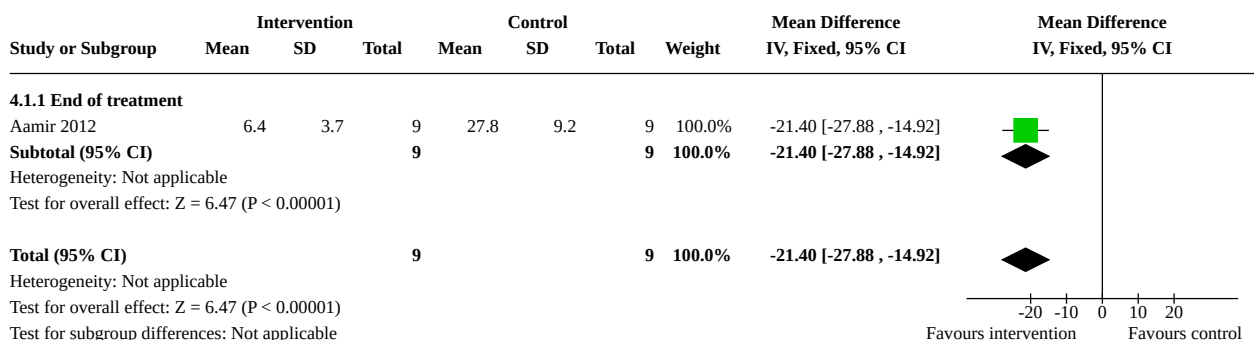 Intervention Control Mean Difference Mean Difference
Study or Subgroup Mean SD Total Mean SD Total Weight IV, Fixed, 95% CI IV, Fixed, 95% CI
4.1.1 End of treatment
Aamir 2012 6.4 3.7 9 27.8 9.2 9 100.0% -21.40 [-27.88 , -14.92]
Subtotal (95% CI) 9 9 100.0% -21.40 [-27.88 , -14.92]
Heterogeneity: Not applicable
Test for overall effect: Z = 6.47 (P < 0.00001)
Total (95% CI) 9 9 100.0% -21.40 [-27.88 , -14.92]
Heterogeneity: Not applicable
Test for overall effect: Z = 6.47 (P < 0.00001)
-20 -10 0 10 20
Test for subgroup differences: Not applicable
Favours intervention Favours control